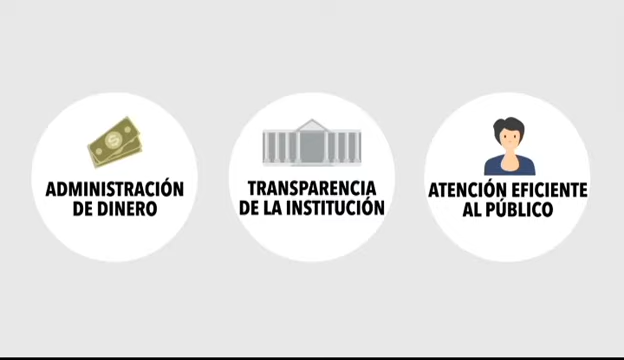 ADMINISTRACIÓN
DE DINERO
TRANSPARENCIA
DE LA INSTITUCIÓN
ATENCIÓN EFICIENTE
AL PÚBLICO